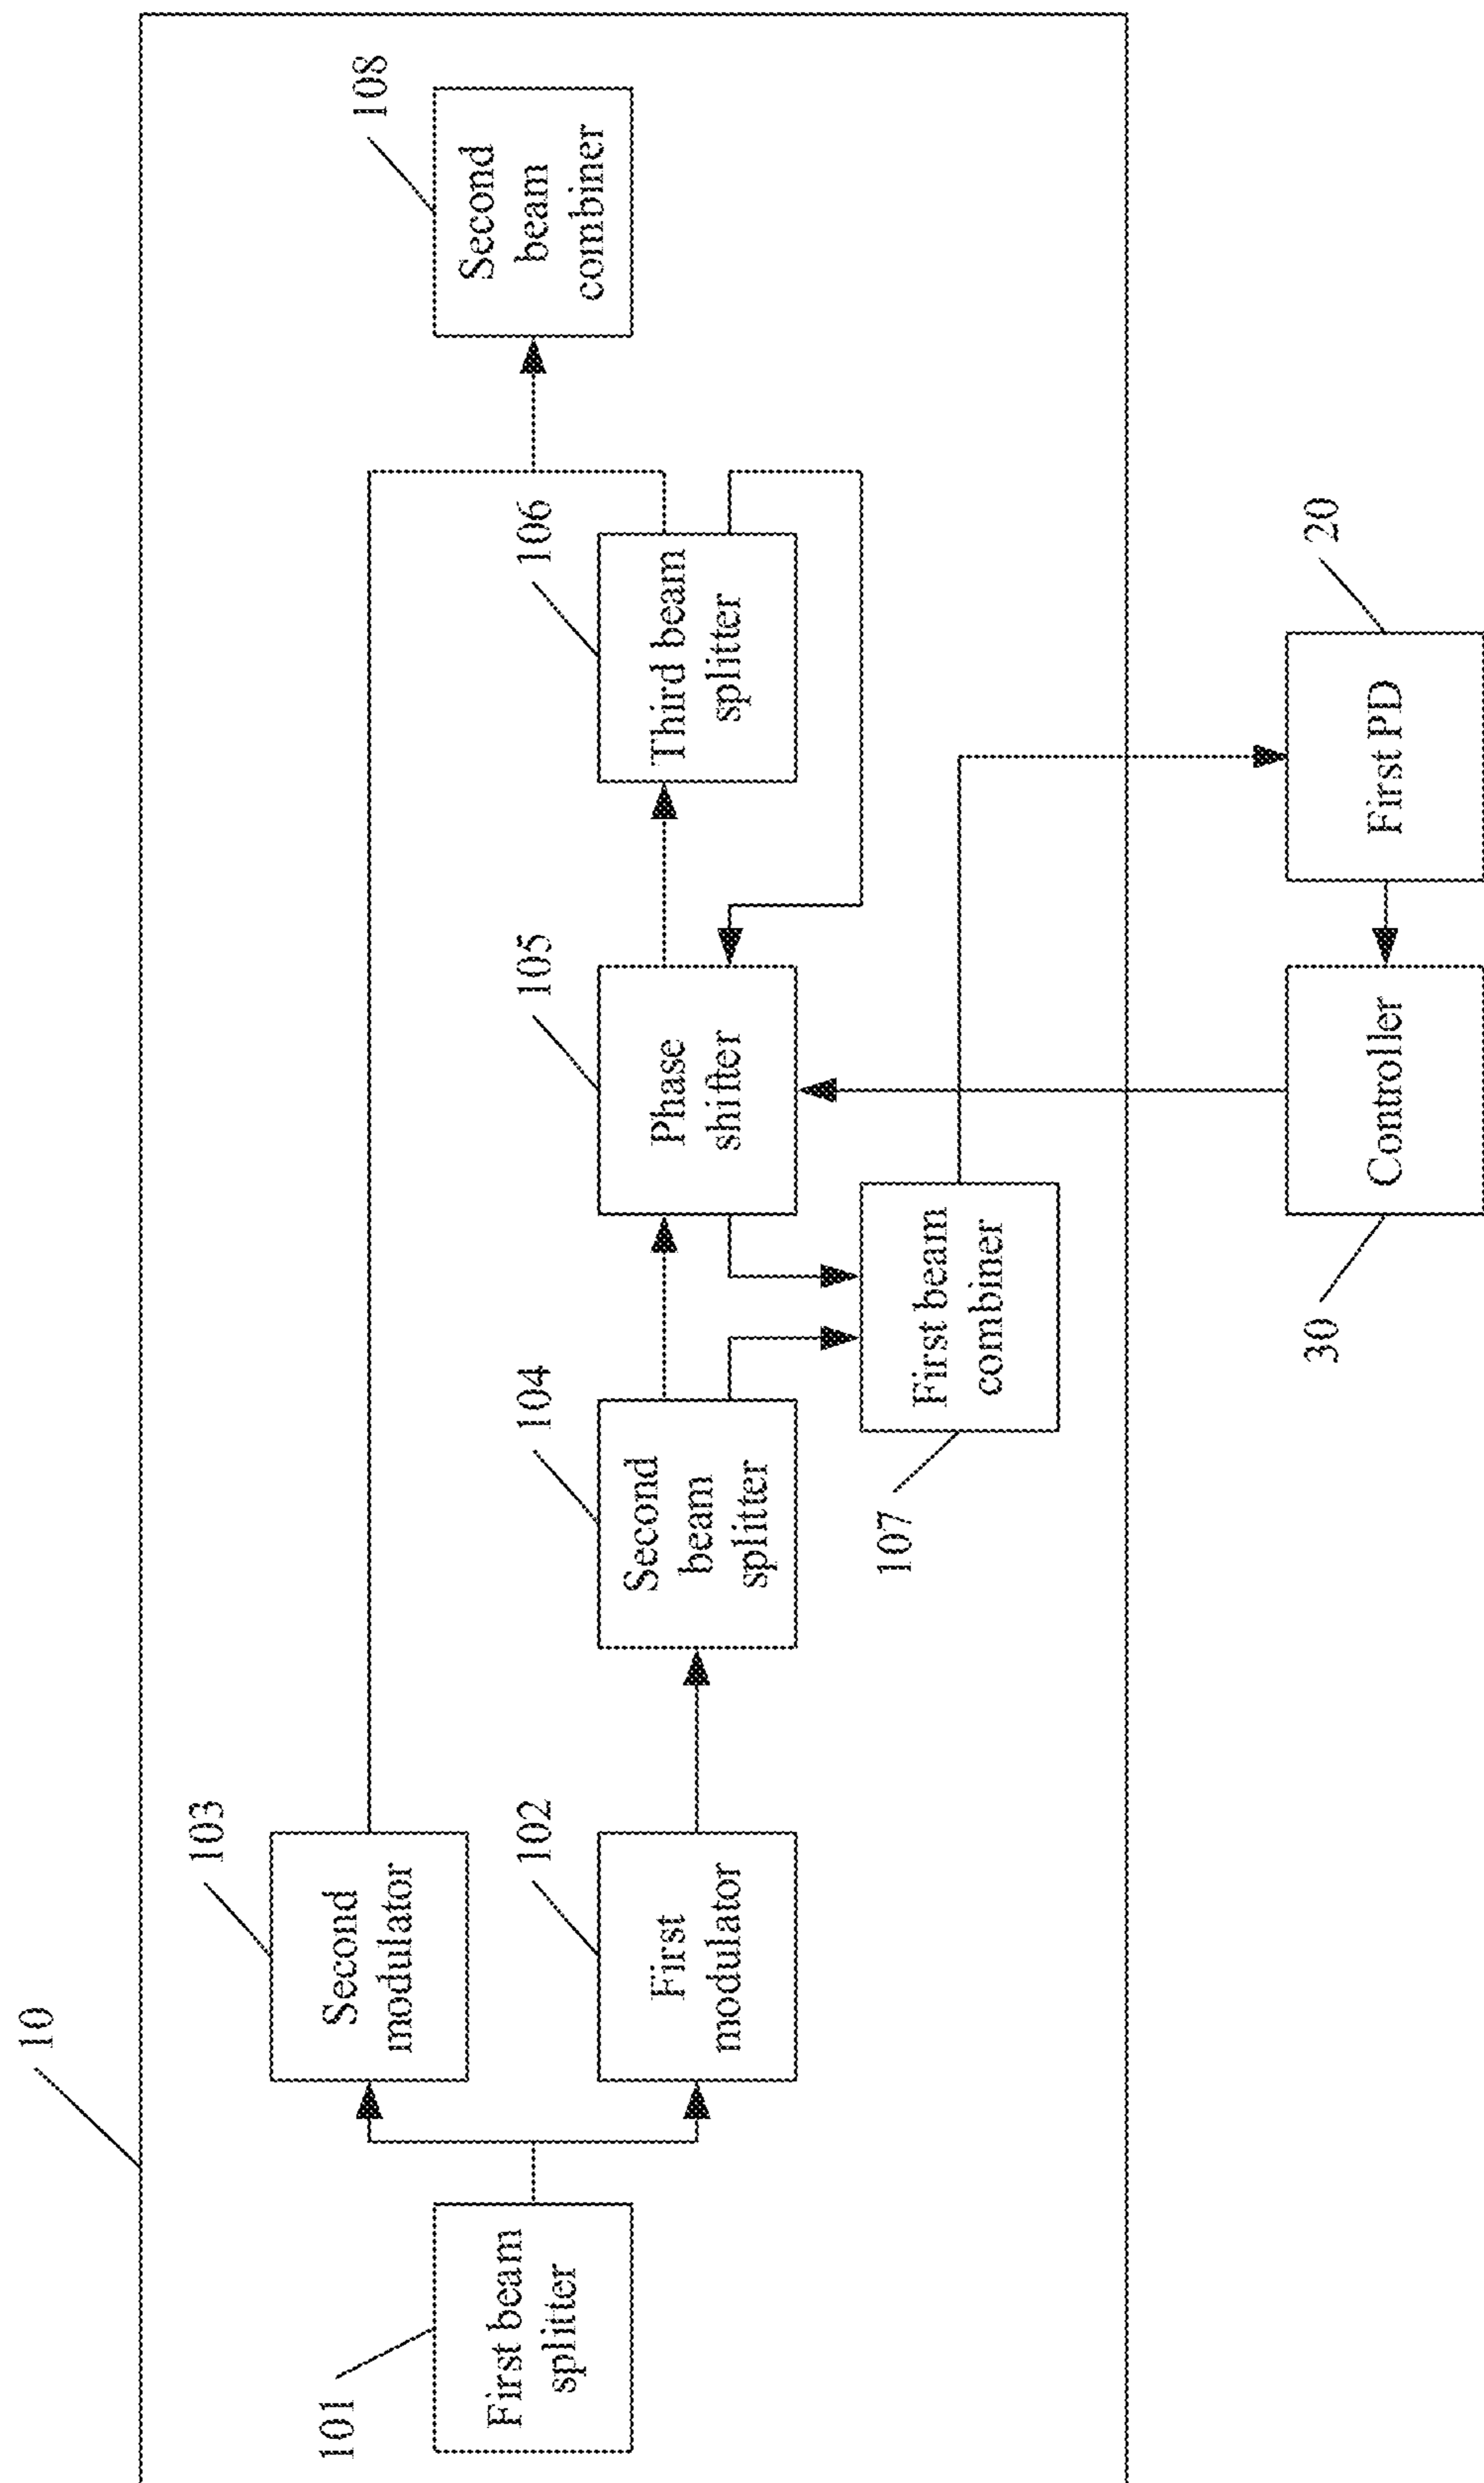 10
103
Second
modulator
101
First beam
splitter
102
First
modulator
104
Second
beam
splitter
105
Phase
shifter
106
Third beam
splitter
108
Second
beam
combiner
107
First beam
combiner
30
Controller
20
First PD